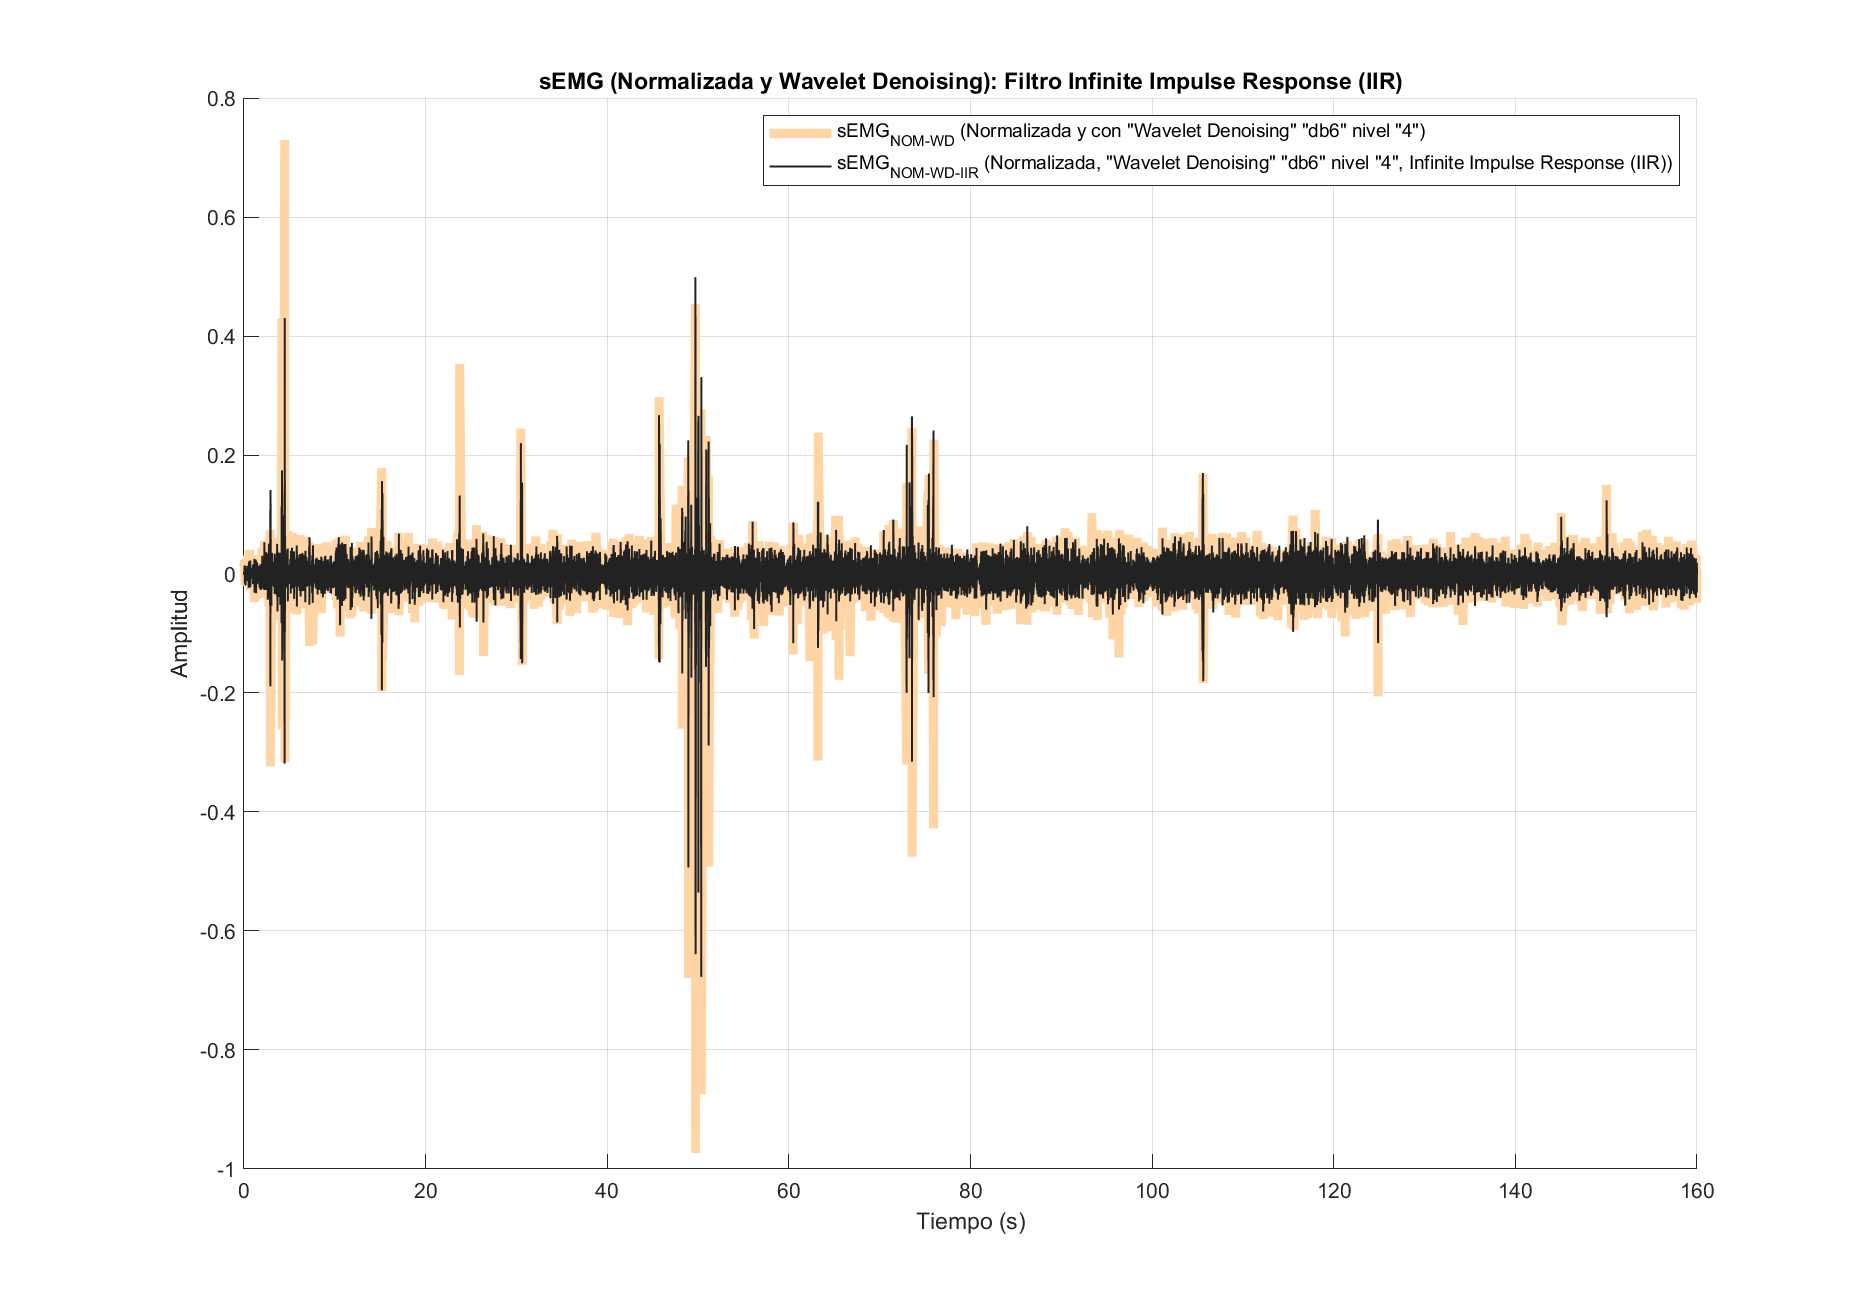 sEMG (Normalizada y Wavelet Denoising): Filtro Infinite Impulse Response (IIR)
sEMG_NOM-WD (Normalizada y con "Wavelet Denoising" "db6" nivel "4")
sEMG_NOM-WD-IIR (Normalizada, "Wavelet Denoising" "db6" nivel "4", Infinite Impulse Response (IIR))
Amplitud
0.8
0.6
0.4
0.2
0
-0.2
-0.4
-0.6
-0.8
-1
0 20 40 60 80 100 120 140 160
Tiempo (s)